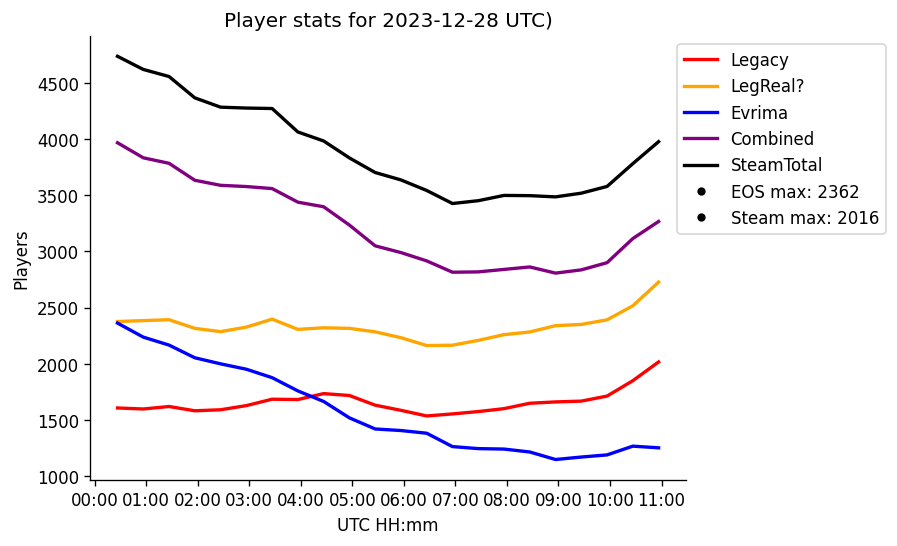 Player stats for 2023-12-28 UTC)
Legacy
LegReal?
Evrima
Combined
SteamTotal
EOS max: 2362
Steam max: 2016
4500
4000
3500
3000
2500
2000
1500
1000
Players
00:00 01:00 02:00 03:00 04:00 05:00 06:00 07:00 08:00 09:00 10:00 11:00
UTC HH:mm